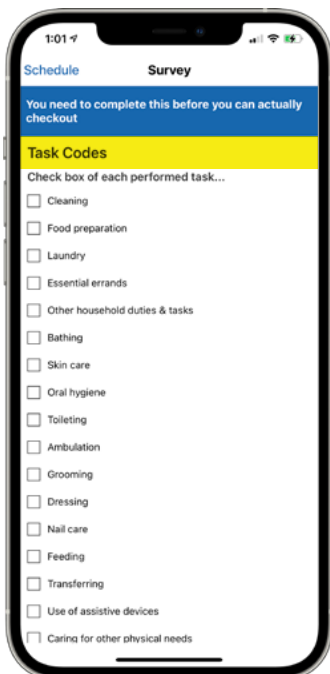 1:01
Schedule Survey
You need to complete this before you can actually
checkout
Task Codes
Check box of each performed task...
Cleaning
Food preparation
Laundry
Essential errands
Other household duties & tasks
Bathing
Skin care
Oral hygiene
Toileting
Ambulation
Grooming
Dressing
Nail care
Feeding
Transferring
Use of assistive devices
Caring for other physical needs